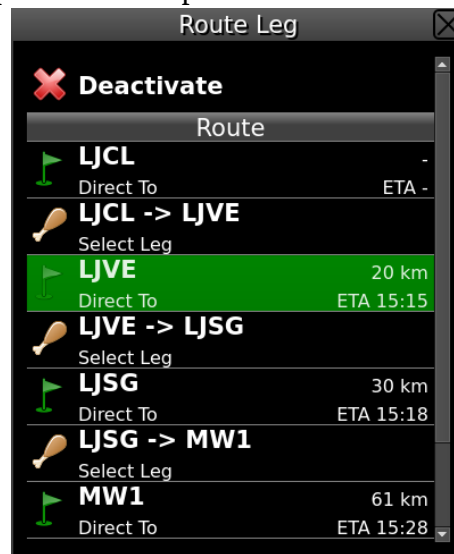 Route Leg
Deactivate
Route
LJCL -
Direct To ETA -
LJCL -> LJVE
Select Leg
LJVE 20 km
Direct To ETA 15:15
LJVE -> LJSG
Select Leg
LJSG 30 km
Direct To ETA 15:18
LJSG -> MW1
Select Leg
MW1 61 km
Direct To ETA 15:28